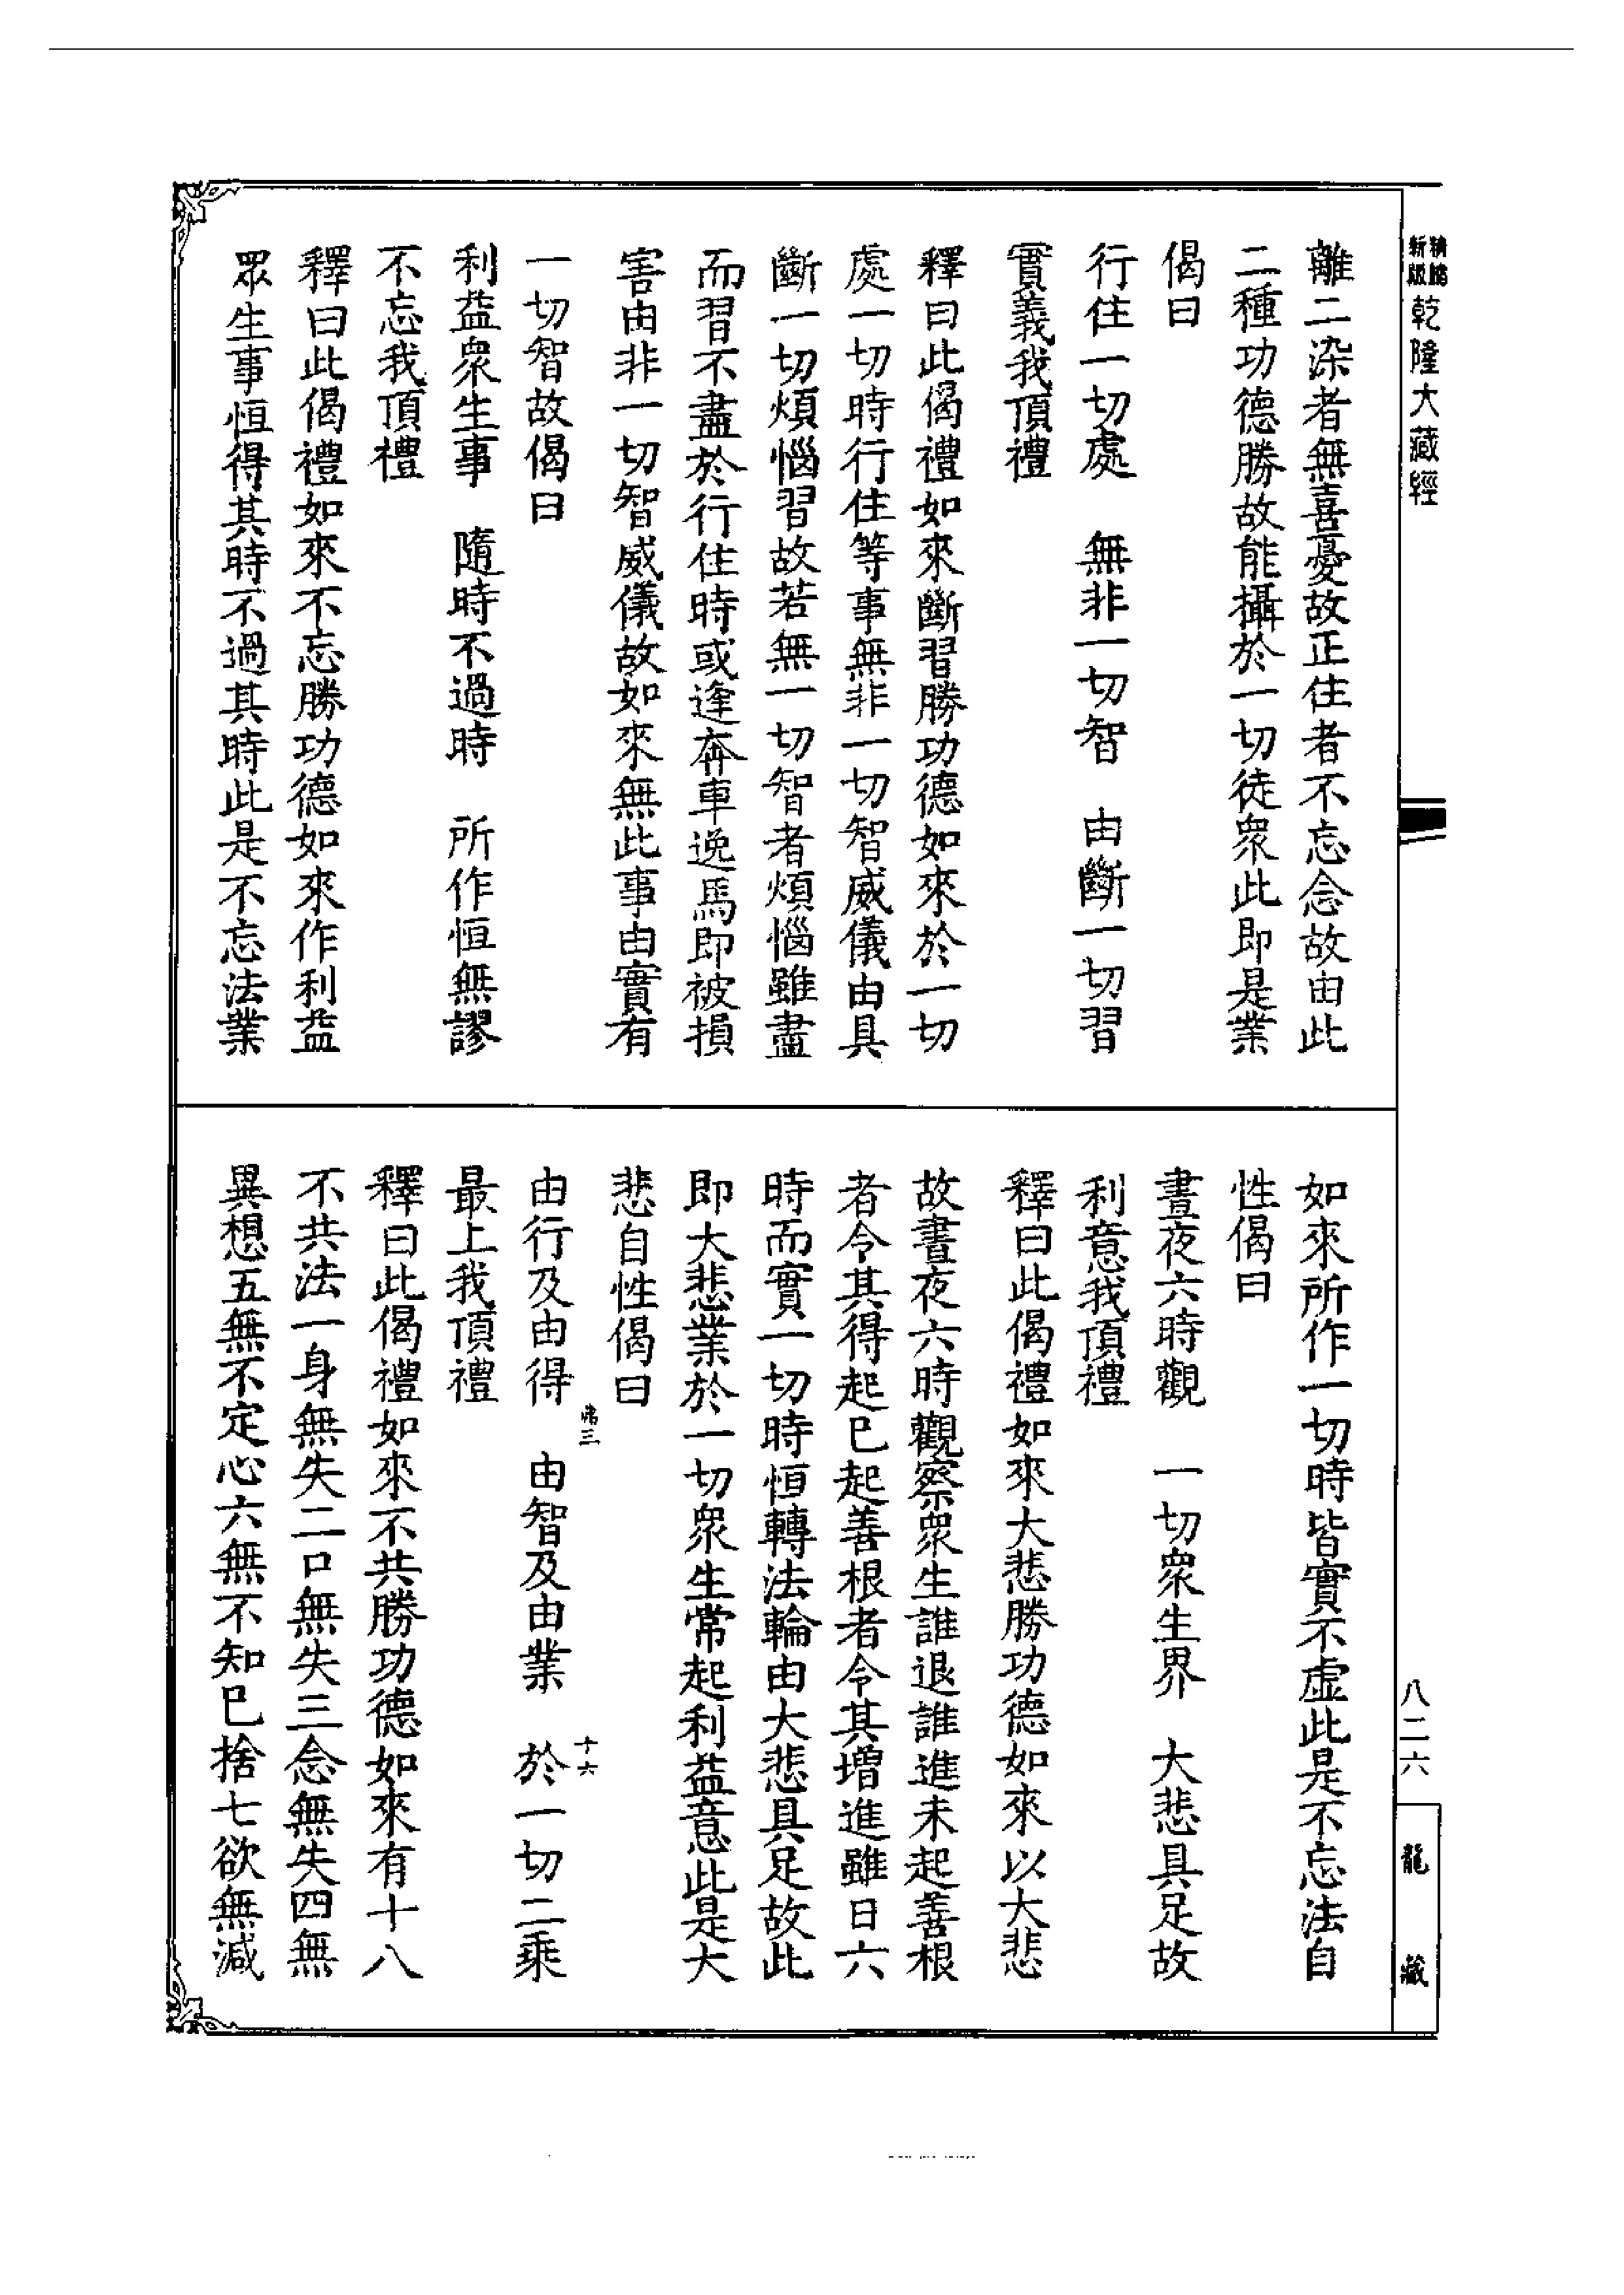 乾隆大藏經
離二染者無喜憂故正住者不忘念故由此
二種功德勝故能攝於一切徒衆此即是業
偈曰
行住一切處　無非一切智　由斷一切習
實義我頂禮
釋曰此偈禮如來斷習勝功德如來於一切
處一切時行住等事無非一切智威儀由具
斷一切煩惱習故若無一切智者煩惱雖盡
而習不盡於行住時或逢奔車逸馬即被損
害由非一切智威儀故如來無此事由實有
一切智故偈曰
利益衆生事　隨時不過時　所作恒無謬
不忘我頂禮
釋曰此偈禮如來不忘勝功德如來作利益
眾生事恒得其時不過其時此是不忘法業
如來所作一切時皆實不虛此是不忘法自
性偈曰
晝夜六時觀　一切衆生界　大悲具足故
利意我頂禮
釋曰此偈禮如來大悲勝功德如來以大悲
故晝夜六時觀察衆生誰退誰進未起善根
者令其得起已起善根者令其增進雖日六
時而實一切時恒轉法輪由大悲具足故此
即大悲業於一切衆生常起利益意此是大
悲自性偈曰
由行及由得　由智及由業　於一切二乘
十六
最上我頂禮
釋曰此偈禮如來不共勝功德如來有十八
不共法一身無失二口無失三念無失四無
異想五無不定心六無不知已捨七欲無減
八二六
龍藏